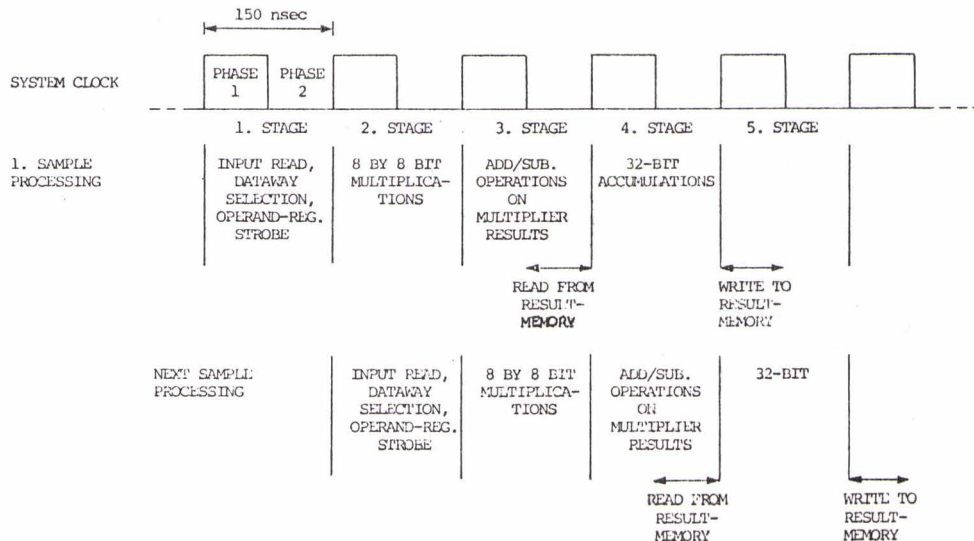 150 nsec
SYSTEM CLOCK
PHASE
1
PHASE
2
1. STAGE
2. STAGE
3. STAGE
4. STAGE
5. STAGE
1. SAMPLE
PROCESSING
INPUT READ,
DATAWAY
SELECTION,
OPERAND-REG.
STROBE
8 BY 8 BIT
MULTIPLICA-
TIONS
ADD/SUB.
OPERATIONS
ON
MULTIPLIER
RESULTS
32-BIT
ACCUMULATIONS
READ FROM
RESULT-
MEMORY
WRITE TO
RESULT-
MEMORY
NEXT SAMPLE
PROCESSING
INPUT READ,
DATAWAY
SELECTION,
OPERAND-REG.
STROBE
8 BY 8 BIT
MULTIPLICA-
TIONS
ADD/SUB.
OPERATIONS
ON
MULTIPLIER
RESULTS
32-BIT
READ FROM
RESULT-
MEMORY
WRITE TO
RESULT-
MEMORY